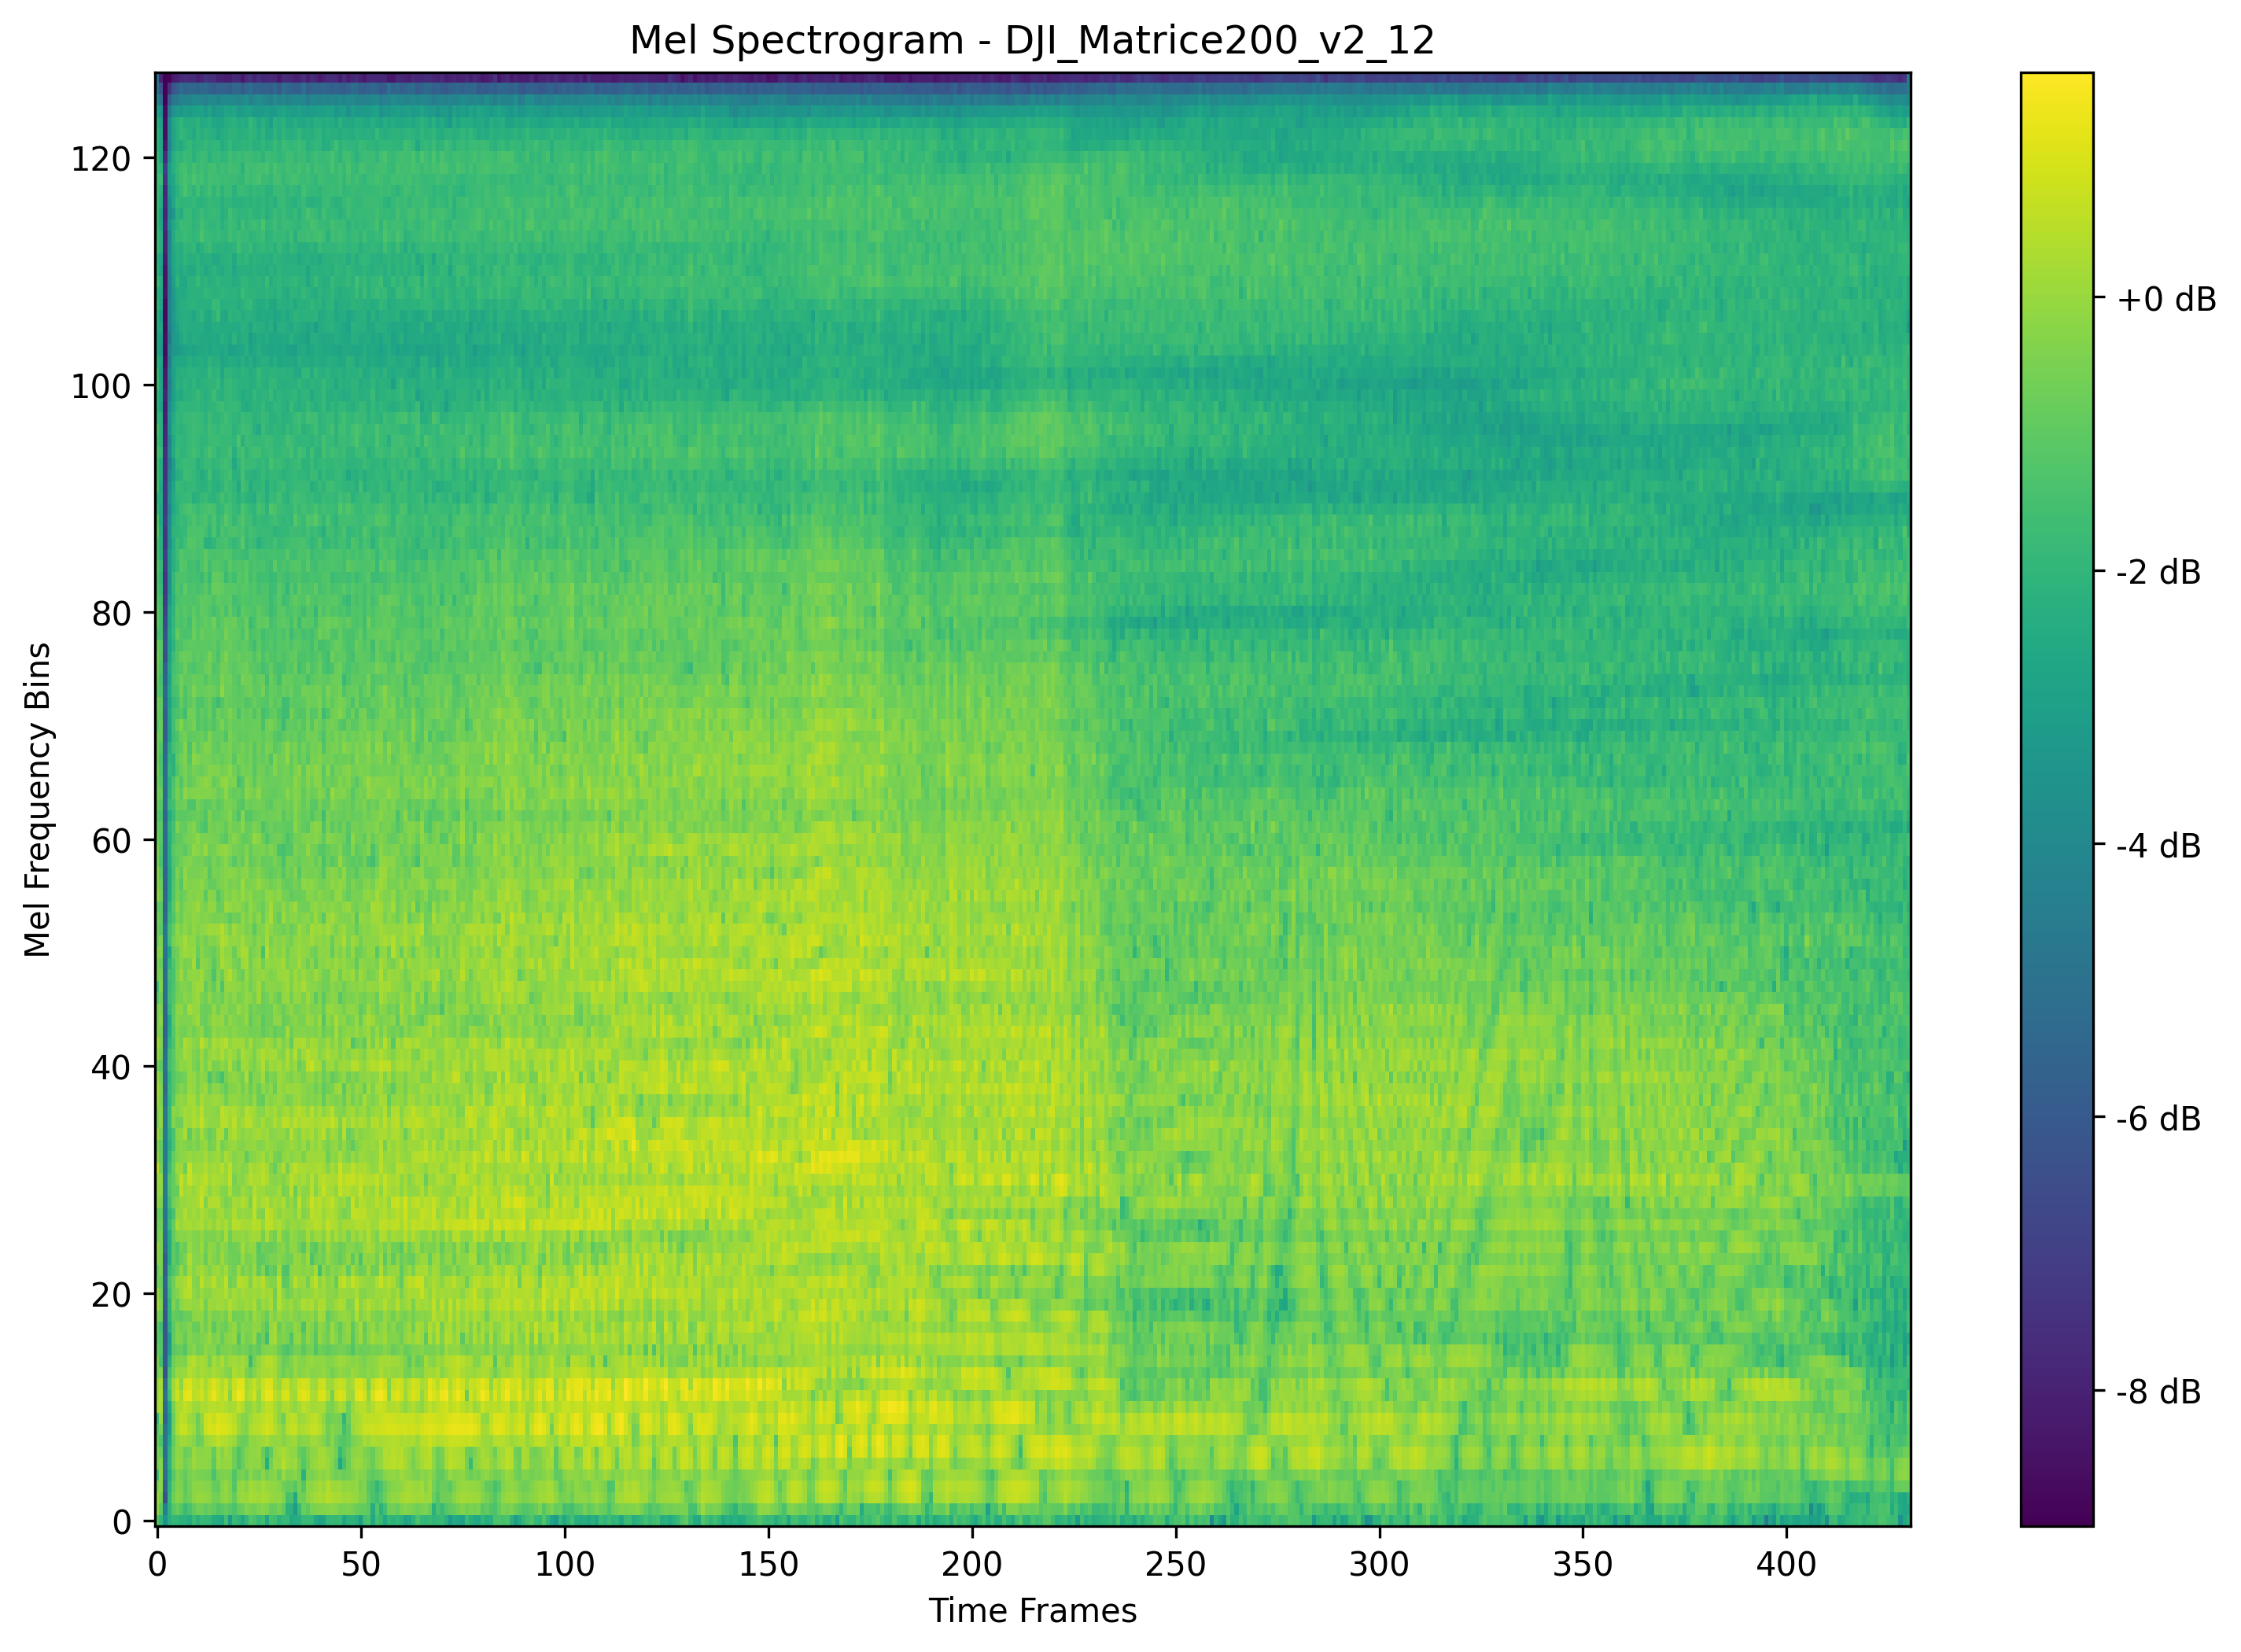 Mel Spectrogram - DJI_Matrice200_v2_12
Mel Frequency Bins
120
100
80
60
40
20
0
0 50 100 150 200 250 300 350 400
Time Frames
+0 dB
-2 dB
-4 dB
-6 dB
-8 dB